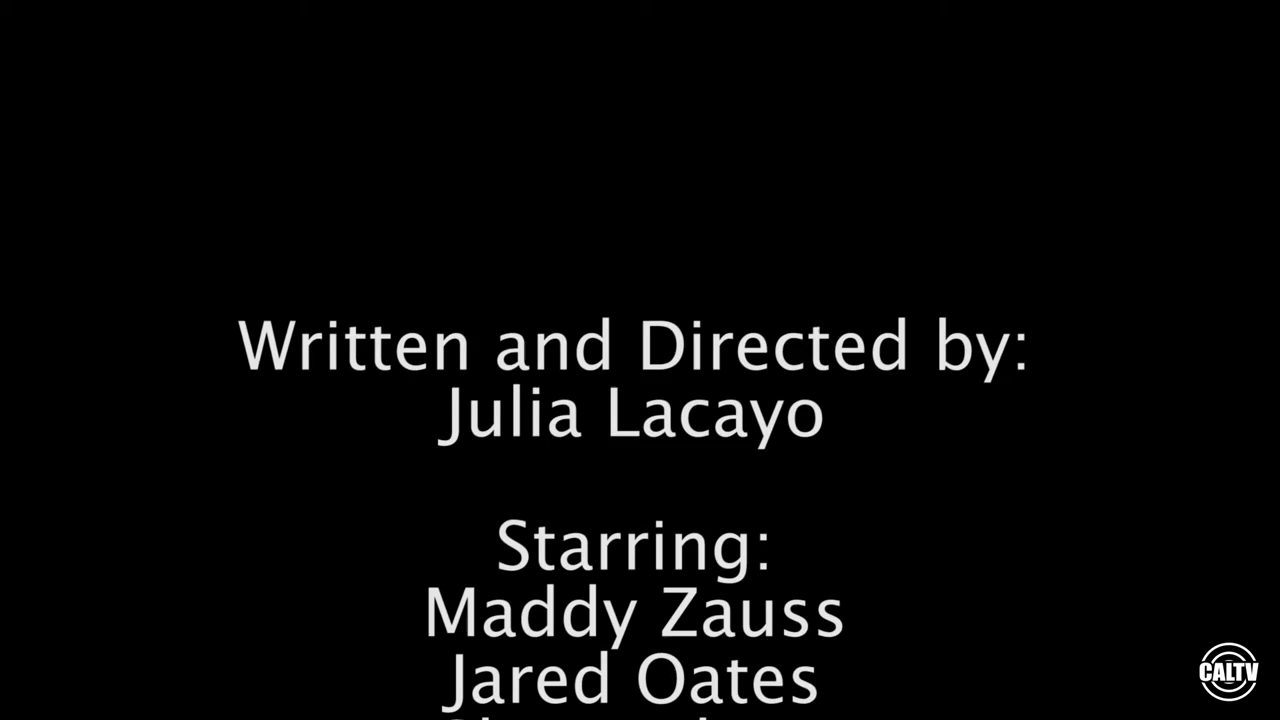 Written and Directed by:
Julia Lacayo
Starring:
Maddy Zauss
Jared Oates
CALTV